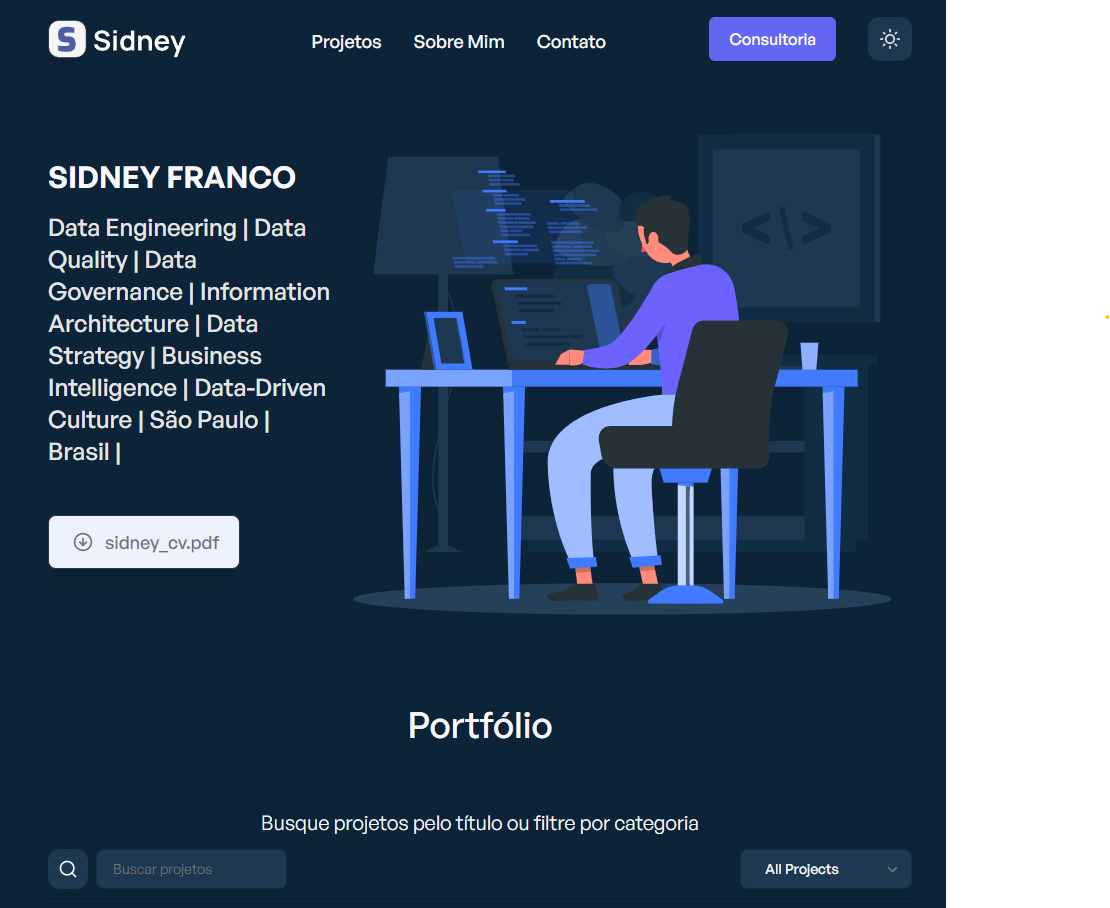 S Sidney
Projetos
Sobre Mim
Contato
Consultoria
SIDNEY FRANCO
Data Engineering | Data
Quality | Data
Governance | Information
Architecture | Data
Strategy | Business
Intelligence | Data-Driven
Culture | São Paulo |
Brasil |
<\>
sidney_cv.pdf
Portfólio
Busque projetos pelo título ou filtre por categoria
Buscar projetos
All Projects